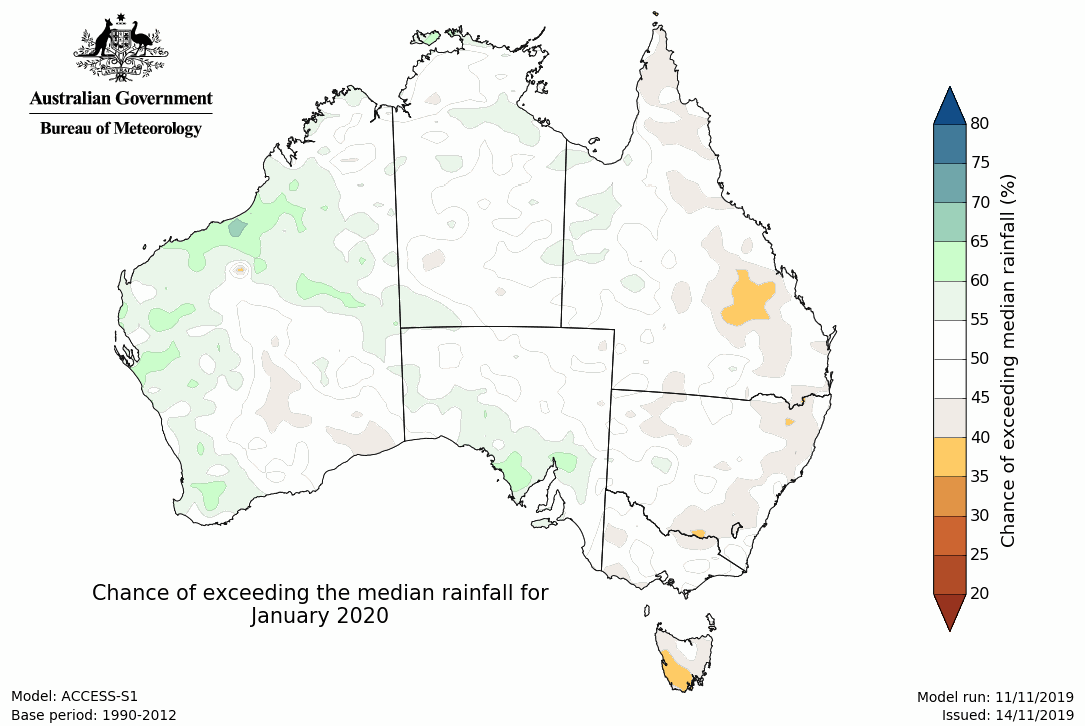 Australian Government
Bureau of Meteorology
80
75
70
65
60
55
50
45
40
35
30
25
20
Chance of exceeding median rainfall (%)
Chance of exceeding the median rainfall for
January 2020
Model: ACCESS-S1
Base period: 1990-2012
Model run: 11/11/2019
Issued: 14/11/2019